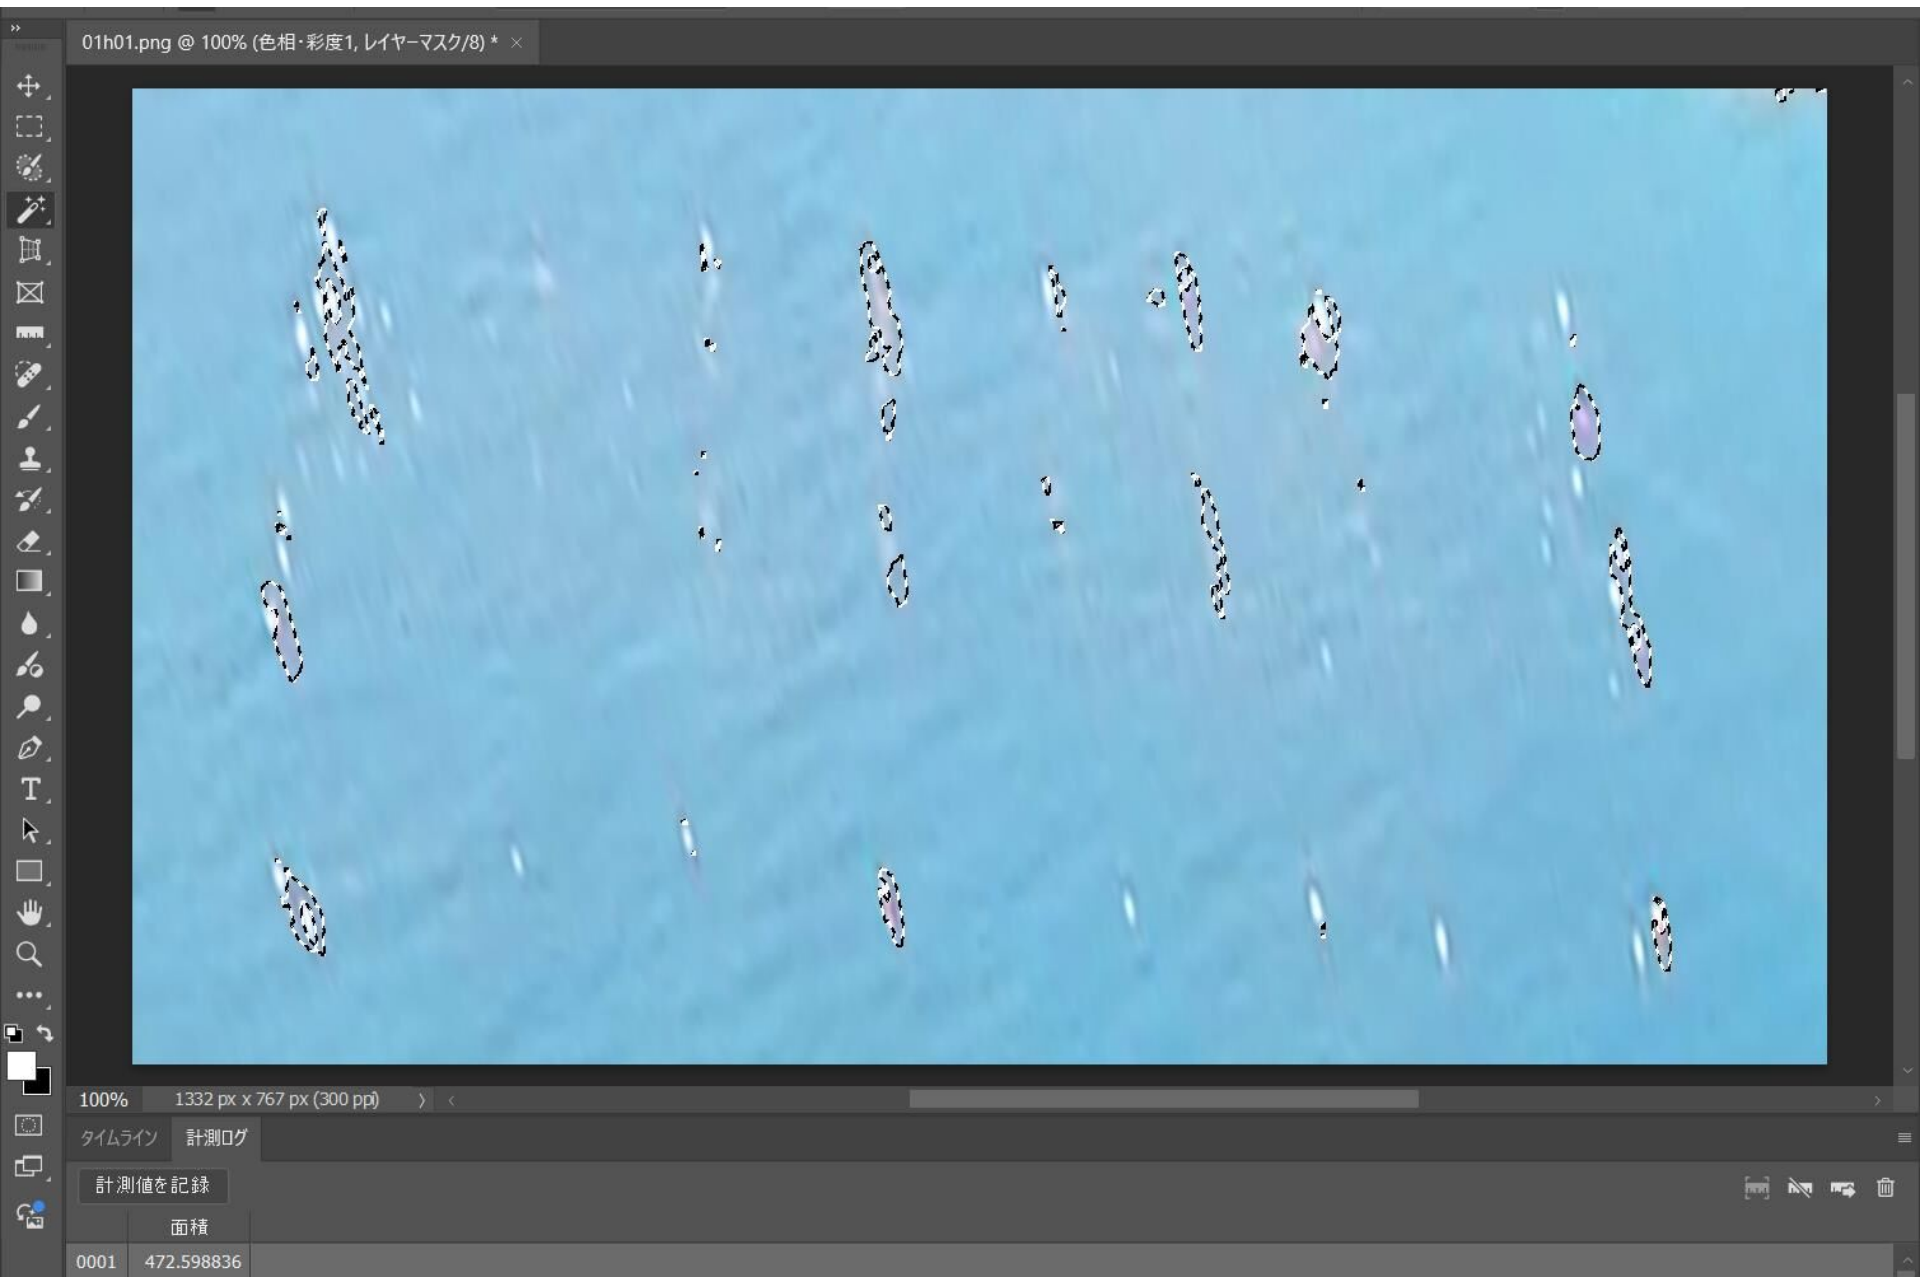 01h01.png @ 100% (色相・彩度1, レイヤーマスク/8) *
100% 1332 px x 767 px (300 ppi)
タイムライン 計測ログ
計測値を記録
面積
0001 472.598836